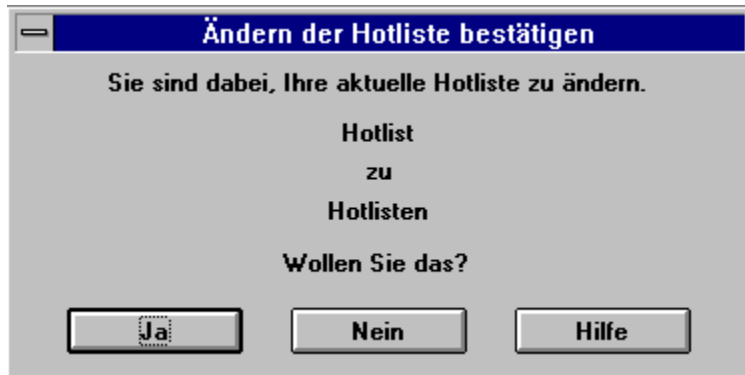 Ändern der Hotliste bestätigen
Sie sind dabei, Ihre aktuelle Hotliste zu ändern.
Hotlist
zu
Hotlisten
Wollen Sie das?
Ja Nein Hilfe